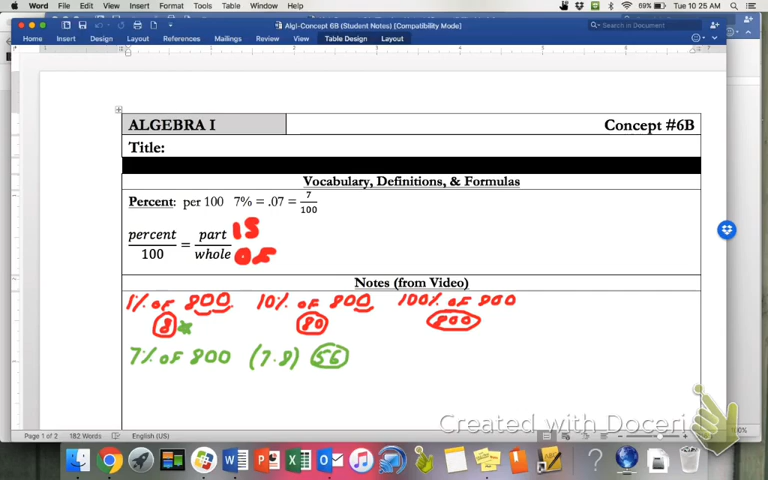 Word File Edit View Insert Format Tools Table Window Help 69% Tue 10:25 AM
AlgI-Concept 6B (Student Notes) [Compatibility Mode] Search in Document
Home Insert Design Layout References Mailings Review View Table Design Layout
ALGEBRA I Concept #6B
Title:
Vocabulary, Definitions, & Formulas
Percent: per 100 7% = .07 = 7/100
percent/100 = part/whole IS OF
Notes (from Video)
1% OF 800 10% OF 800 100% OF 800
8 80 800
7% OF 800 (7·8) 56
Created with Doceri
Page 1 of 2 182 Words English (US) 100%